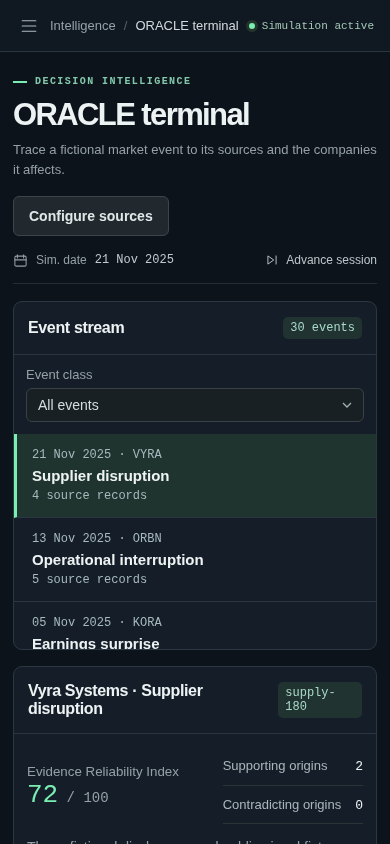 Intelligence / ORACLE terminal Simulation active
DECISION INTELLIGENCE
ORACLE terminal
Trace a fictional market event to its sources and the companies
it affects.
Configure sources
Sim. date 21 Nov 2025 Advance session
Event stream 30 events
Event class
All events
21 Nov 2025 · VYRA
Supplier disruption
4 source records
13 Nov 2025 · ORBN
Operational interruption
5 source records
05 Nov 2025 · KORA
Earnings surprise
Vyra Systems · Supplier
disruption
supply-
180
Evidence Reliability Index
72 / 100
Supporting origins 2
Contradicting origins 0